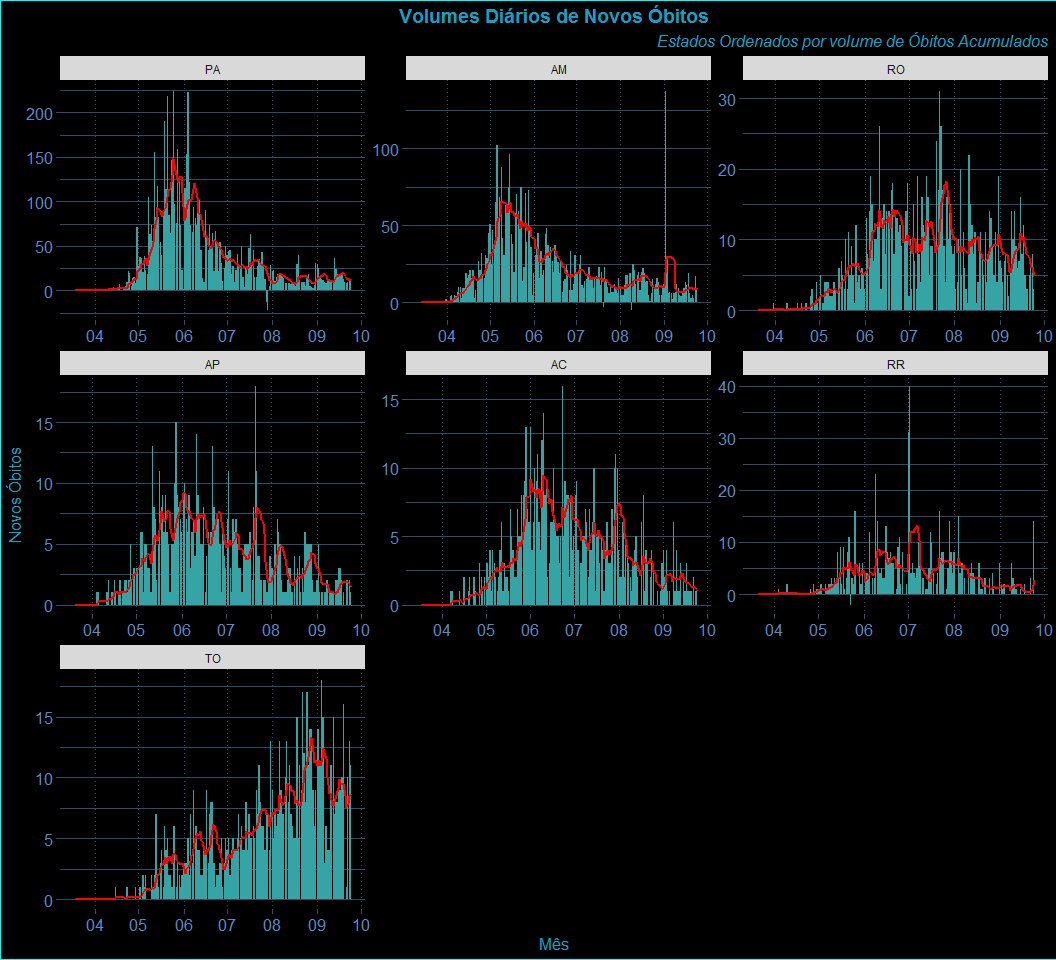 Volumes Diários de Novos Óbitos
Estados Ordenados por volume de Óbitos Acumulados
PA
AM
RO
200
150
100
50
0
100
50
0
30
20
10
0
04 05 06 07 08 09 10
04 05 06 07 08 09 10
04 05 06 07 08 09 10
AP
AC
RR
15
10
5
0
15
10
5
0
40
30
20
10
0
04 05 06 07 08 09 10
04 05 06 07 08 09 10
04 05 06 07 08 09 10
Novos Óbitos
TO
15
10
5
0
04 05 06 07 08 09 10
Mês